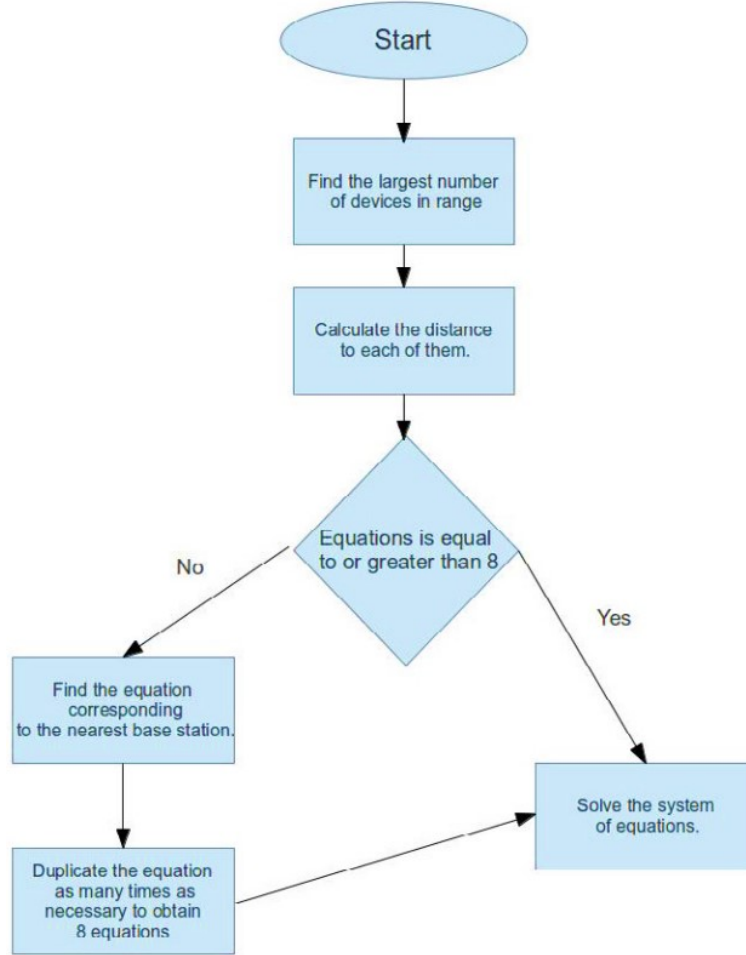 Start
Find the largest number
of devices in range
Calculate the distance
to each of them.
Equations is equal
to or greater than 8
No
Yes
Find the equation
corresponding
to the nearest base station.
Solve the system
of equations.
Duplicate the equation
as many times as
necessary to obtain
8 equations